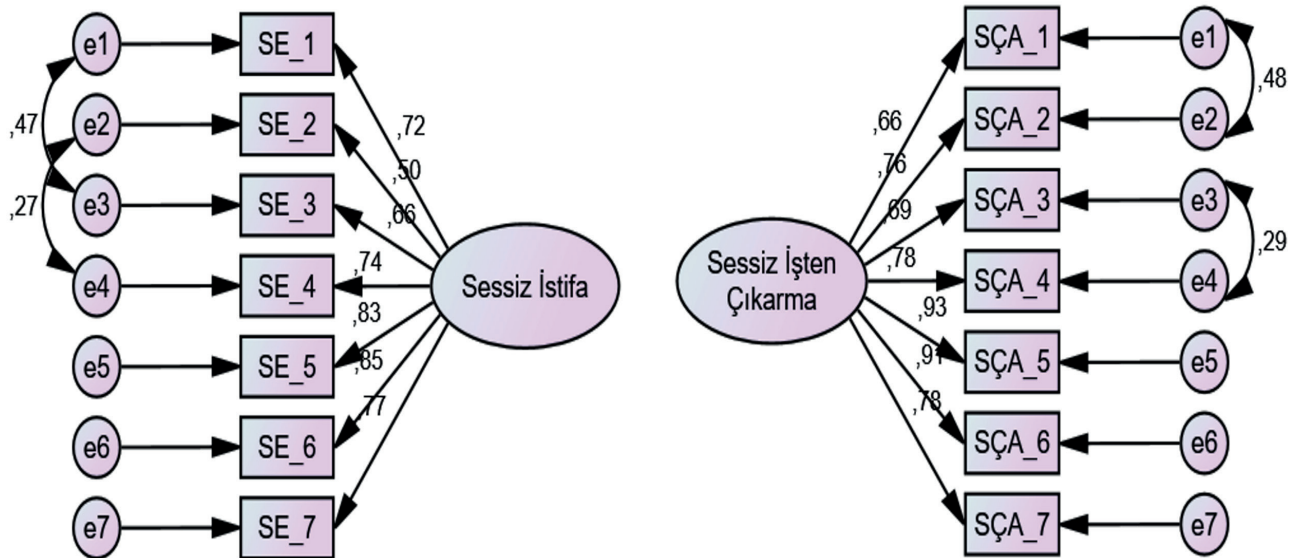 e1
SE_1
e2
SE_2
e3
SE_3
e4
SE_4
e5
SE_5
e6
SE_6
e7
SE_7
,47
,27
,72
,50
,66
,74
,83
,85
,77
Sessiz İstifa
Sessiz İşten
Çıkarma
,66
,76
,69
,78
,93
,91
,78
SÇA_1
e1
SÇA_2
e2
SÇA_3
e3
SÇA_4
e4
SÇA_5
e5
SÇA_6
e6
SÇA_7
e7
,48
,29